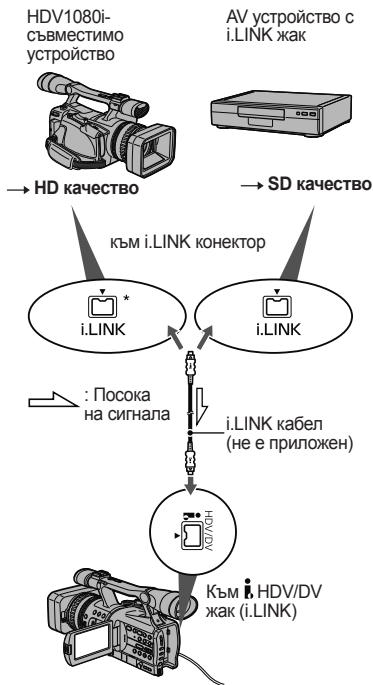 HDV1080i-
съвместимо
устройство
AV устройство с
i.LINK жак
→ HD качество
→ SD качество
към i.LINK конектор
*
i.LINK
i.LINK
: Посока
на сигнала
i.LINK кабел
(не е приложен)
HDV/DV
Към i HDV/DV
жак (i.LINK)